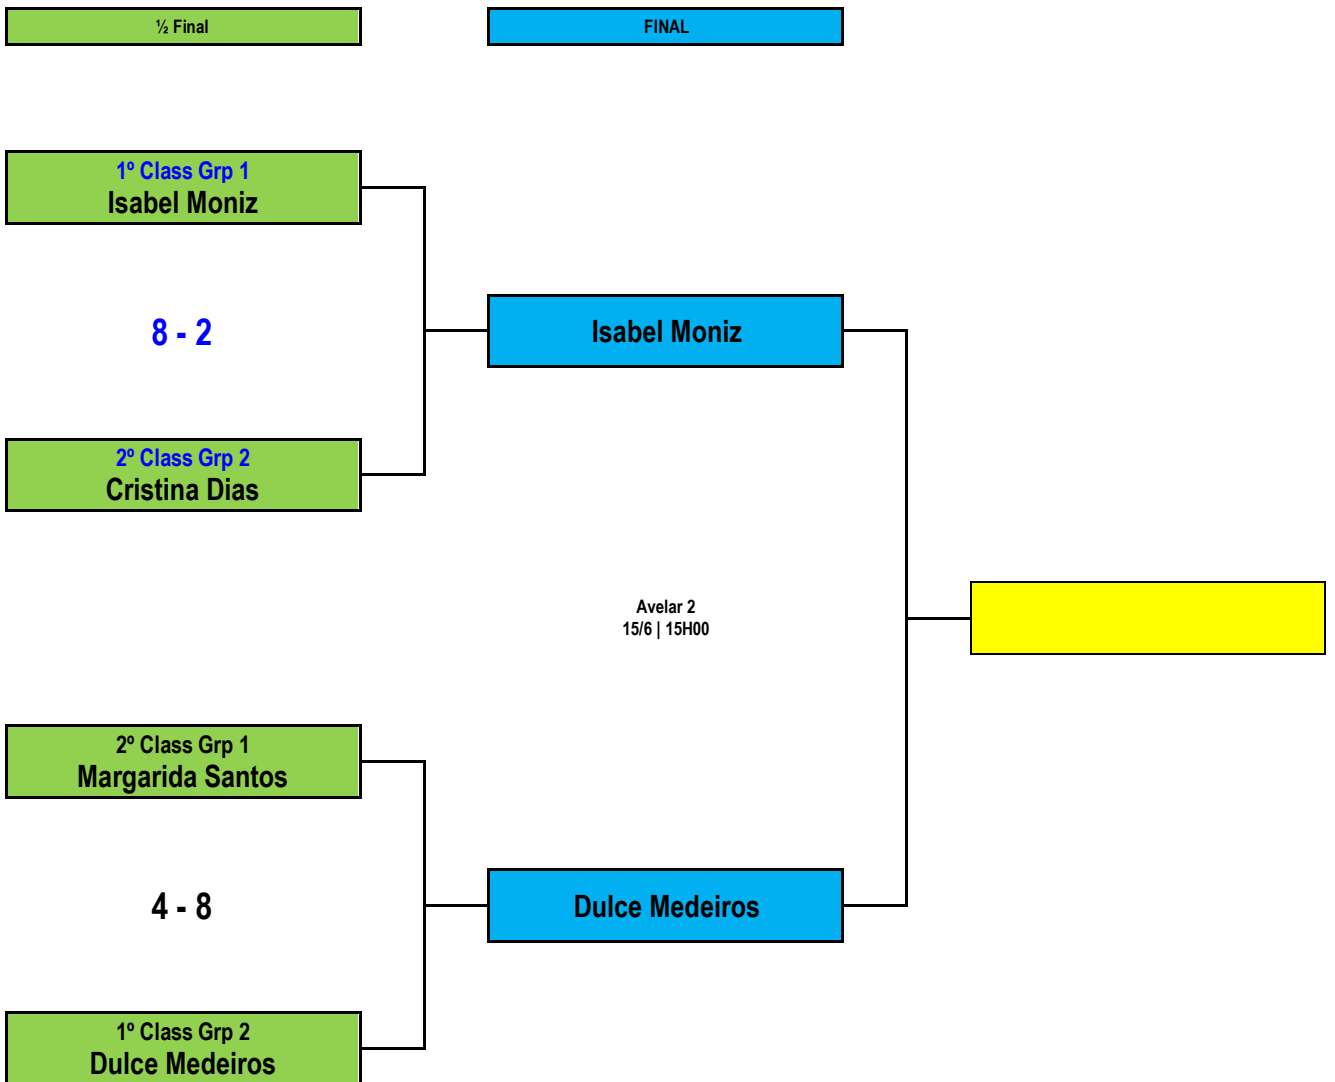 ½ Final
FINAL
1º Class Grp 1
Isabel Moniz
8 - 2
Isabel Moniz
2º Class Grp 2
Cristina Dias
Avelar 2
15/6 | 15H00
2º Class Grp 1
Margarida Santos
4 - 8
Dulce Medeiros
1º Class Grp 2
Dulce Medeiros